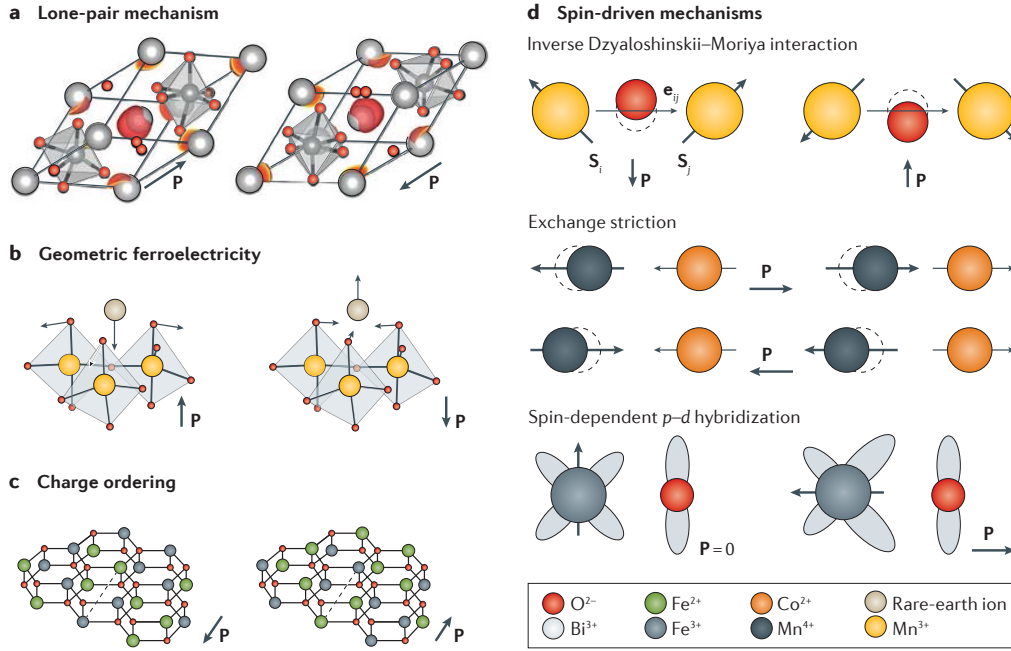 a Lone-pair mechanism
P
P
b Geometric ferroelectricity
P
P
c Charge ordering
P
P
d Spin-driven mechanisms
Inverse Dzyaloshinskii–Moriya interaction
e_ij
S_i
S_j
P
P
Exchange striction
P
P
Spin-dependent p–d hybridization
P = 0
P
O²⁻ Fe²⁺ Co²⁺ Rare-earth ion
Bi³⁺ Fe³⁺ Mn⁴⁺ Mn³⁺